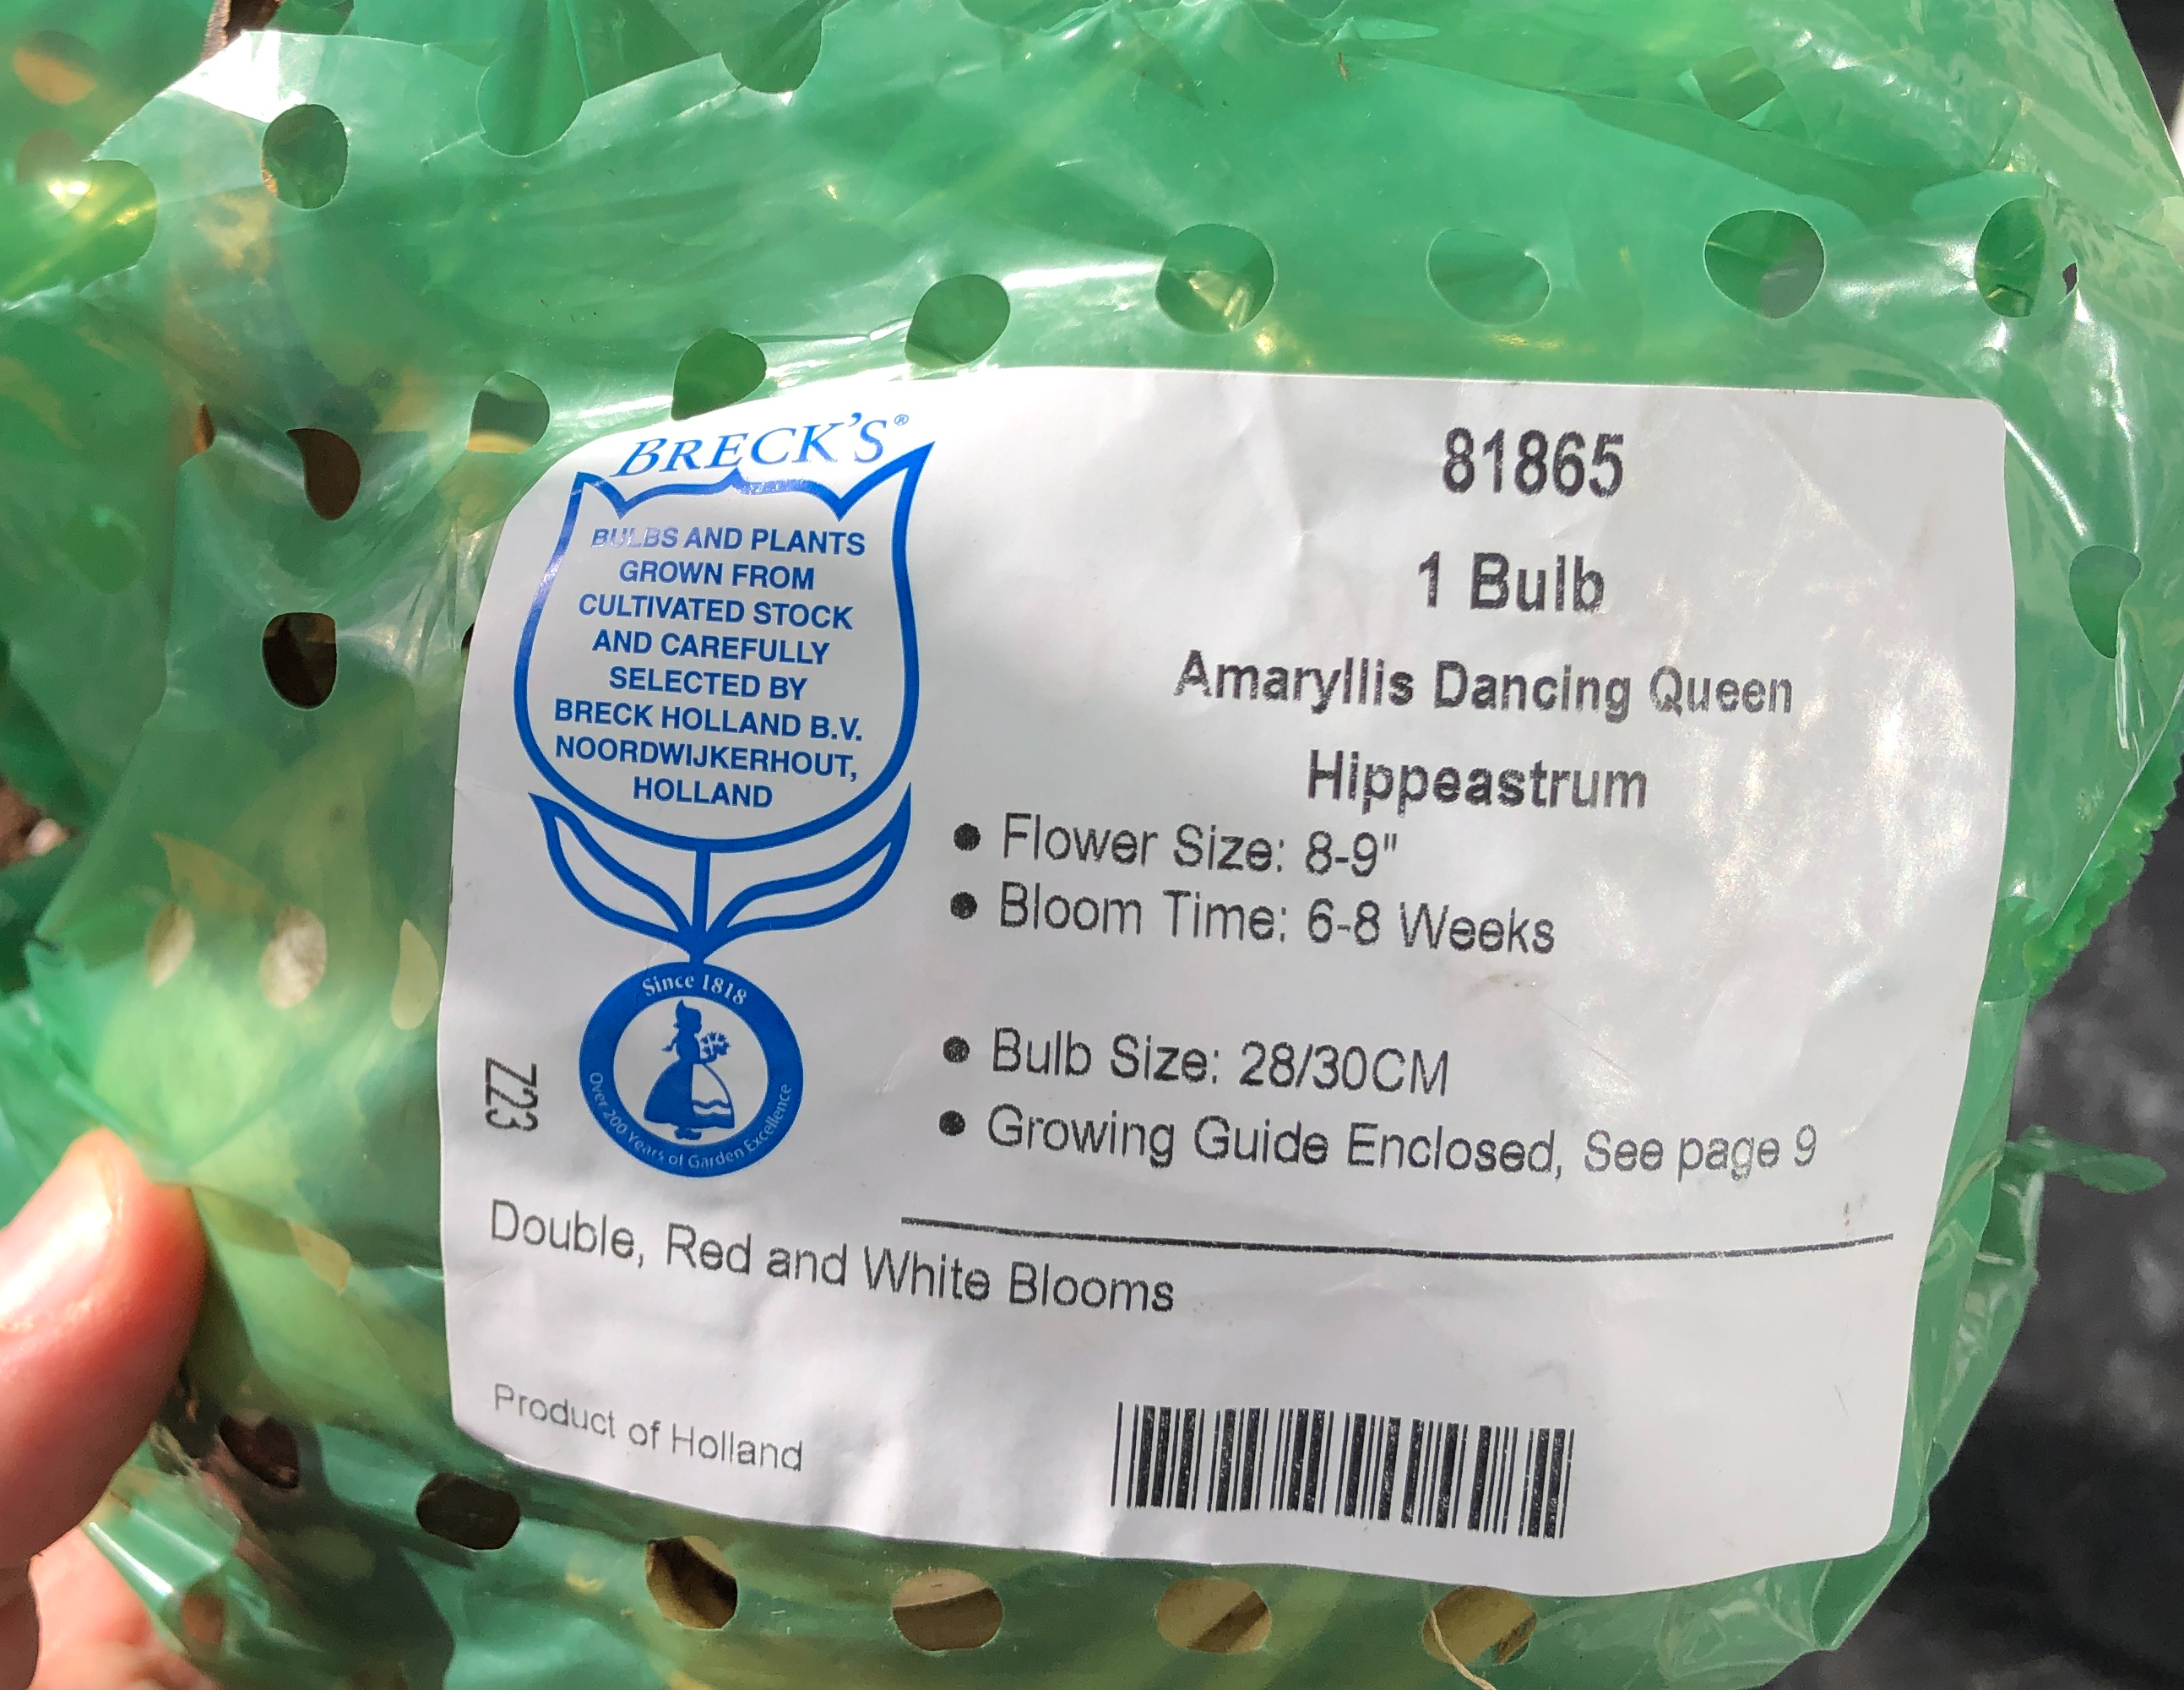 BRECK'S®
BULBS AND PLANTS
GROWN FROM
CULTIVATED STOCK
AND CAREFULLY
SELECTED BY
BRECK HOLLAND B.V.
NOORDWIJKERHOUT,
HOLLAND
Since 1818
Over 200 Years of Garden Excellence
Z23
81865
1 Bulb
Amaryllis Dancing Queen
Hippeastrum
• Flower Size: 8-9"
• Bloom Time: 6-8 Weeks
• Bulb Size: 28/30CM
• Growing Guide Enclosed, See page 9
Double, Red and White Blooms
Product of Holland